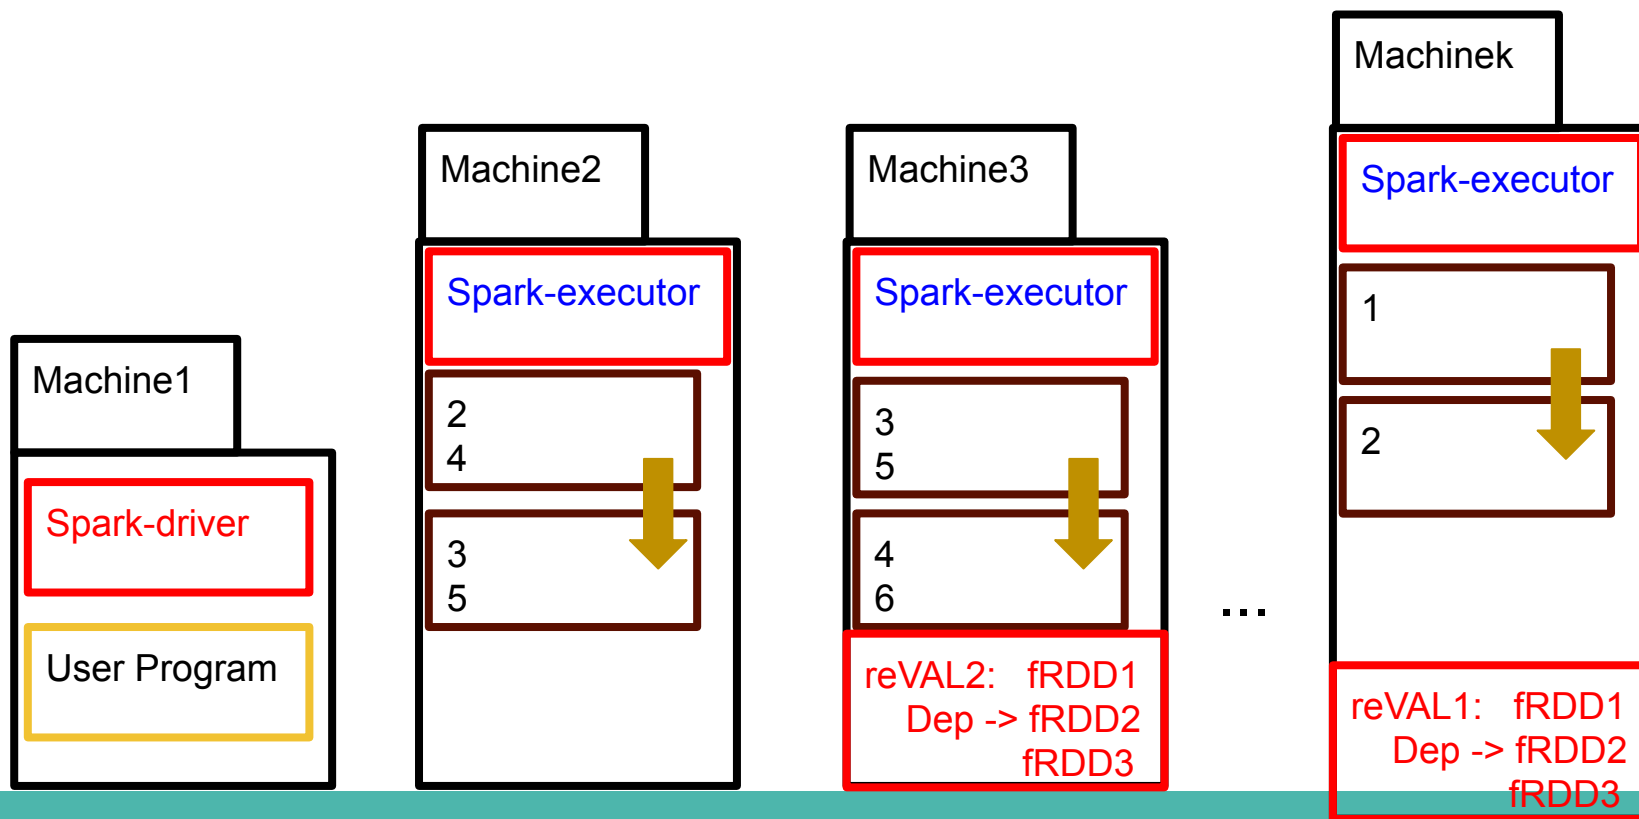 Machine1
Spark-driver
User Program
Machine2
Spark-executor
2
4
3
5
Machine3
Spark-executor
3
5
4
6
reVAL2: fRDD1
Dep -> fRDD2
fRDD3
...
Machinek
Spark-executor
1
2
reVAL1: fRDD1
Dep -> fRDD2
fRDD3